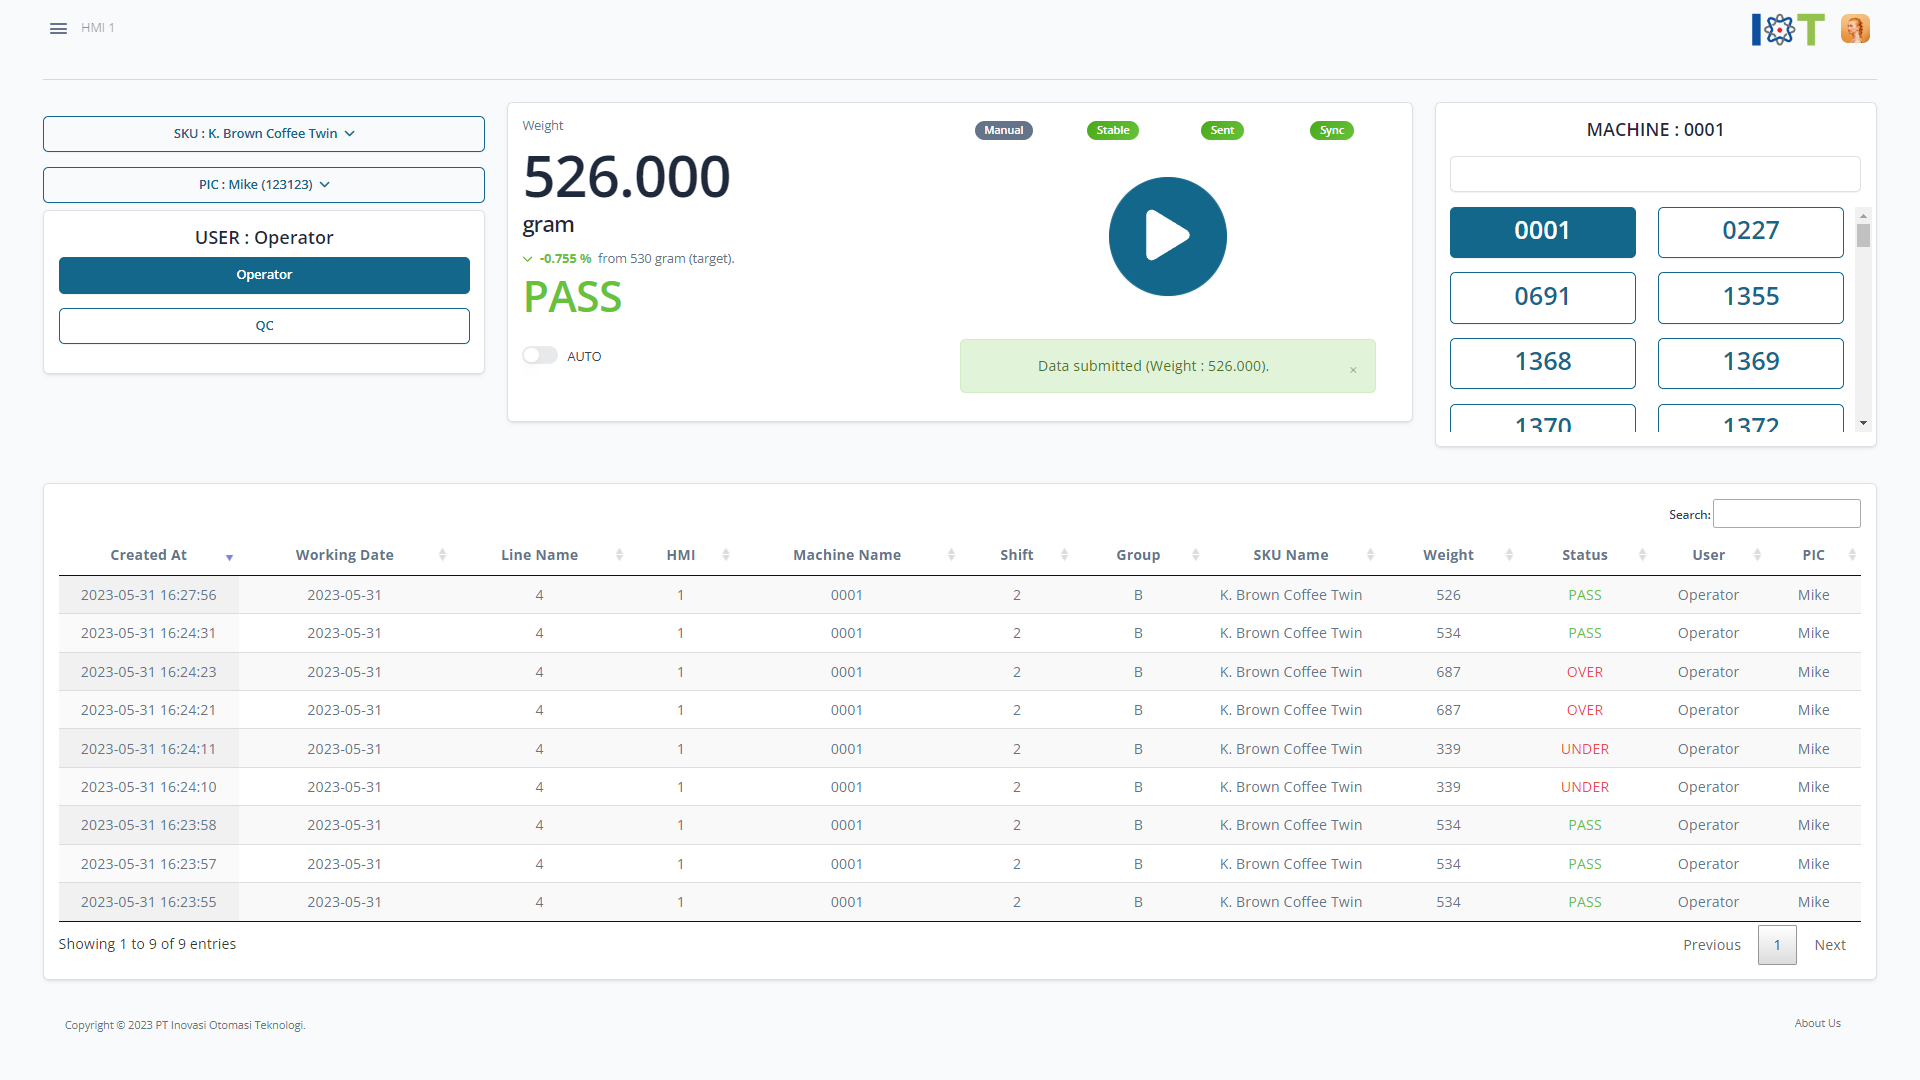 HMI 1
IOT
SKU : K. Brown Coffee Twin
PIC : Mike (123123)
USER : Operator
Operator
QC
Weight
Manual Stable Sent Sync
526.000
gram
-0.755 % from 530 gram (target).
PASS
AUTO
Data submitted (Weight : 526.000). ×
MACHINE : 0001
0001 0227
0691 1355
1368 1369
1370 1372
Search:
Created At Working Date Line Name HMI Machine Name Shift Group SKU Name Weight Status User PIC
2023-05-31 16:27:56 2023-05-31 4 1 0001 2 B K. Brown Coffee Twin 526 PASS Operator Mike
2023-05-31 16:24:31 2023-05-31 4 1 0001 2 B K. Brown Coffee Twin 534 PASS Operator Mike
2023-05-31 16:24:23 2023-05-31 4 1 0001 2 B K. Brown Coffee Twin 687 OVER Operator Mike
2023-05-31 16:24:21 2023-05-31 4 1 0001 2 B K. Brown Coffee Twin 687 OVER Operator Mike
2023-05-31 16:24:11 2023-05-31 4 1 0001 2 B K. Brown Coffee Twin 339 UNDER Operator Mike
2023-05-31 16:24:10 2023-05-31 4 1 0001 2 B K. Brown Coffee Twin 339 UNDER Operator Mike
2023-05-31 16:23:58 2023-05-31 4 1 0001 2 B K. Brown Coffee Twin 534 PASS Operator Mike
2023-05-31 16:23:57 2023-05-31 4 1 0001 2 B K. Brown Coffee Twin 534 PASS Operator Mike
2023-05-31 16:23:55 2023-05-31 4 1 0001 2 B K. Brown Coffee Twin 534 PASS Operator Mike
Showing 1 to 9 of 9 entries
Previous 1 Next
Copyright © 2023 PT Inovasi Otomasi Teknologi.
About Us